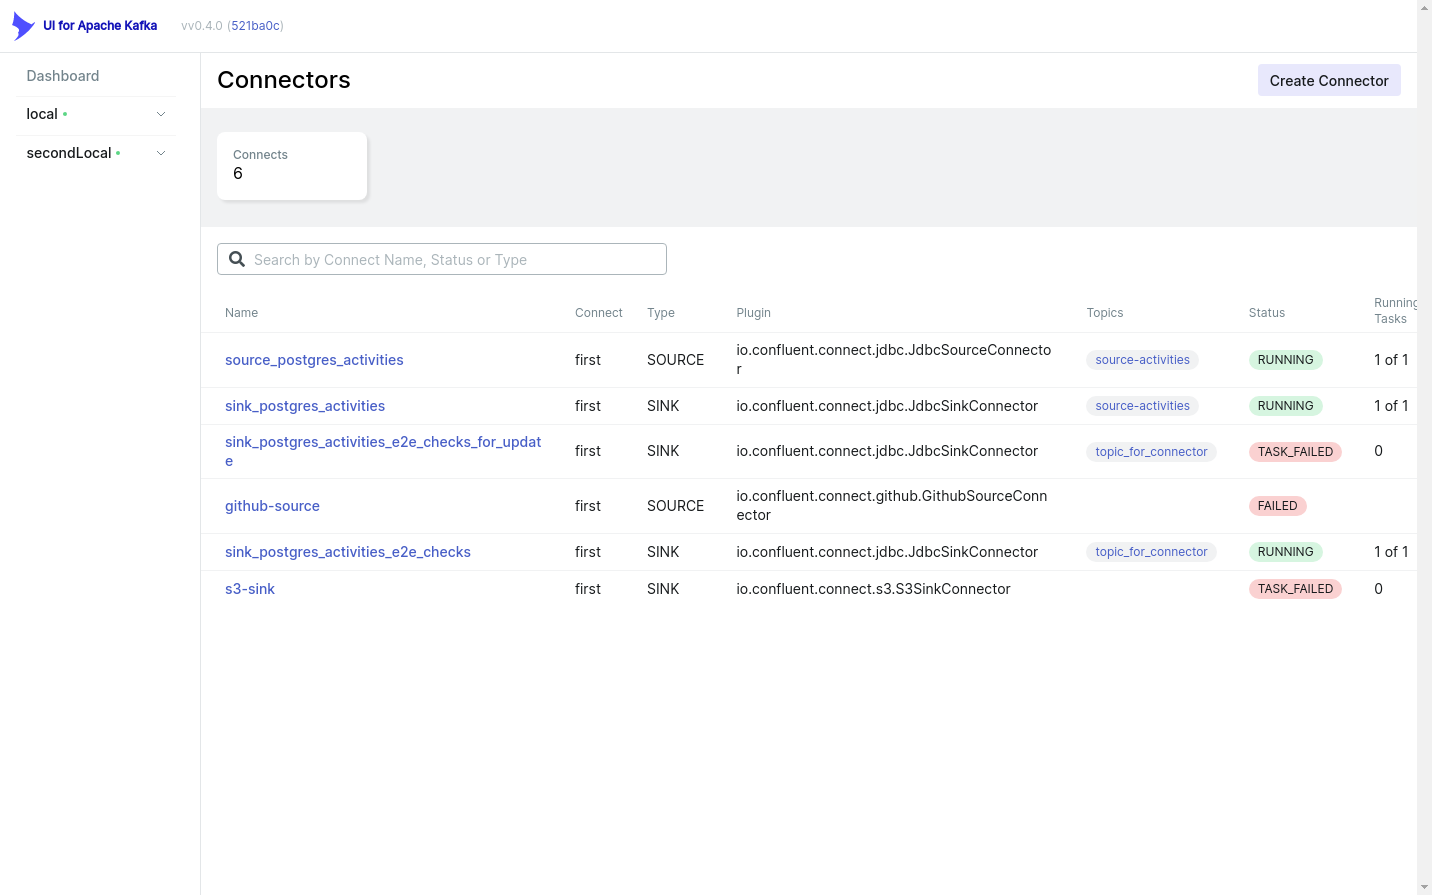 UI for Apache Kafka vv0.4.0 (521ba0c)
Dashboard
local
secondLocal
Connectors
Create Connector
Connects
6
Search by Connect Name, Status or Type
Name Connect Type Plugin Topics Status Running
Tasks
source_postgres_activities first SOURCE io.confluent.connect.jdbc.JdbcSourceConnecto
r source-activities RUNNING 1 of 1
sink_postgres_activities first SINK io.confluent.connect.jdbc.JdbcSinkConnector source-activities RUNNING 1 of 1
sink_postgres_activities_e2e_checks_for_updat
e first SINK io.confluent.connect.jdbc.JdbcSinkConnector topic_for_connector TASK_FAILED 0
github-source first SOURCE io.confluent.connect.github.GithubSourceConn
ector FAILED
sink_postgres_activities_e2e_checks first SINK io.confluent.connect.jdbc.JdbcSinkConnector topic_for_connector RUNNING 1 of 1
s3-sink first SINK io.confluent.connect.s3.S3SinkConnector TASK_FAILED 0